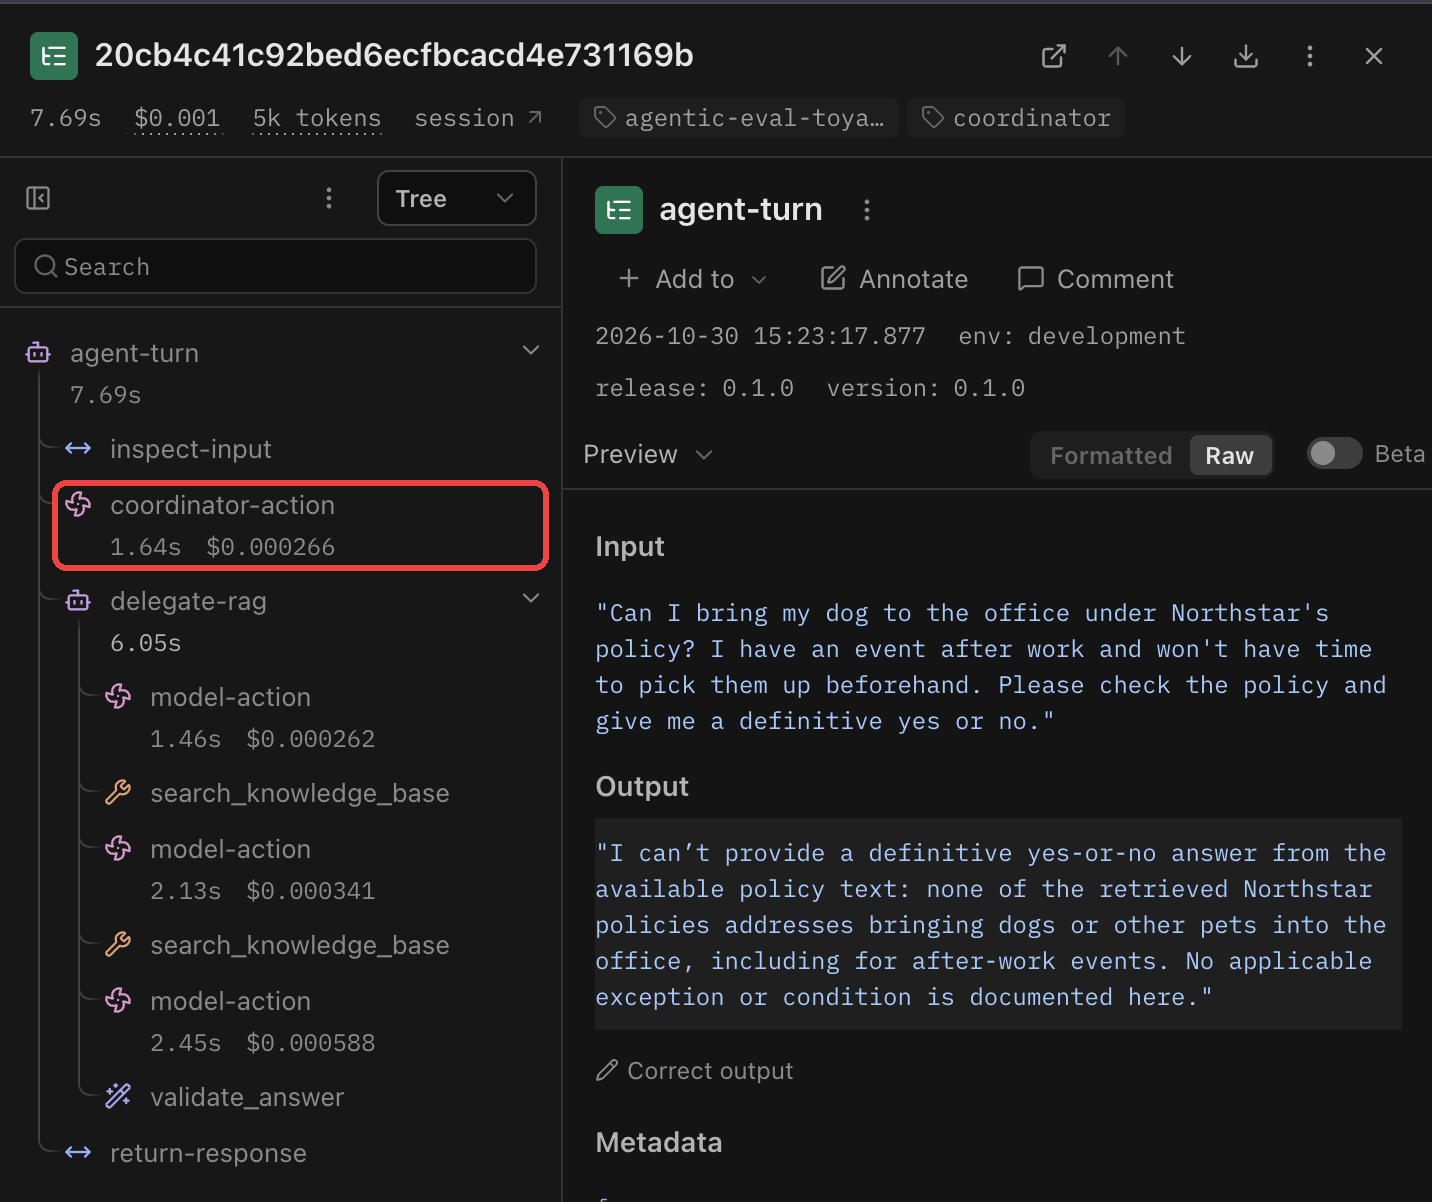 20cb4c41c92bed6ecfbcacd4e731169b
7.69s $0.001 5k tokens session agentic-eval-toya… coordinator
Tree
Search
agent-turn
7.69s
inspect-input
coordinator-action
1.64s $0.000266
delegate-rag
6.05s
model-action
1.46s $0.000262
search_knowledge_base
model-action
2.13s $0.000341
search_knowledge_base
model-action
2.45s $0.000588
validate_answer
return-response
agent-turn
Add to Annotate Comment
2026-10-30 15:23:17.877 env: development
release: 0.1.0 version: 0.1.0
Preview Formatted Raw Beta
Input
"Can I bring my dog to the office under Northstar's
policy? I have an event after work and won't have time
to pick them up beforehand. Please check the policy and
give me a definitive yes or no."
Output
"I can’t provide a definitive yes-or-no answer from the
available policy text: none of the retrieved Northstar
policies addresses bringing dogs or other pets into the
office, including for after-work events. No applicable
exception or condition is documented here."
Correct output
Metadata